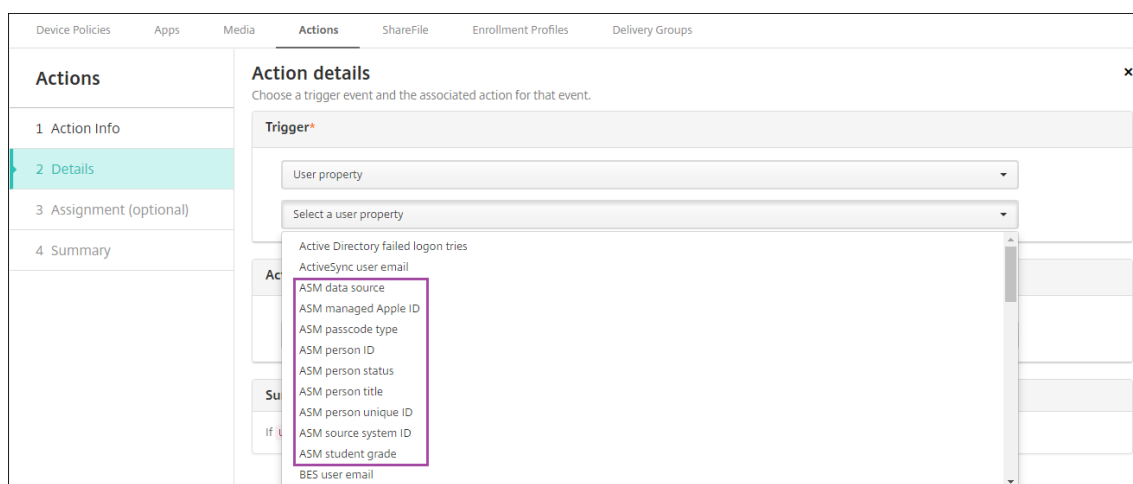 Device Policies Apps Media Actions ShareFile Enrollment Profiles Delivery Groups
Actions
1 Action Info
2 Details
3 Assignment (optional)
4 Summary
Action details
Choose a trigger event and the associated action for that event.
Trigger*
User property
Select a user property
Active Directory failed logon tries
ActiveSync user email
ASM data source
ASM managed Apple ID
ASM passcode type
ASM person ID
ASM person status
ASM person title
ASM person unique ID
ASM source system ID
ASM student grade
BES user email
If